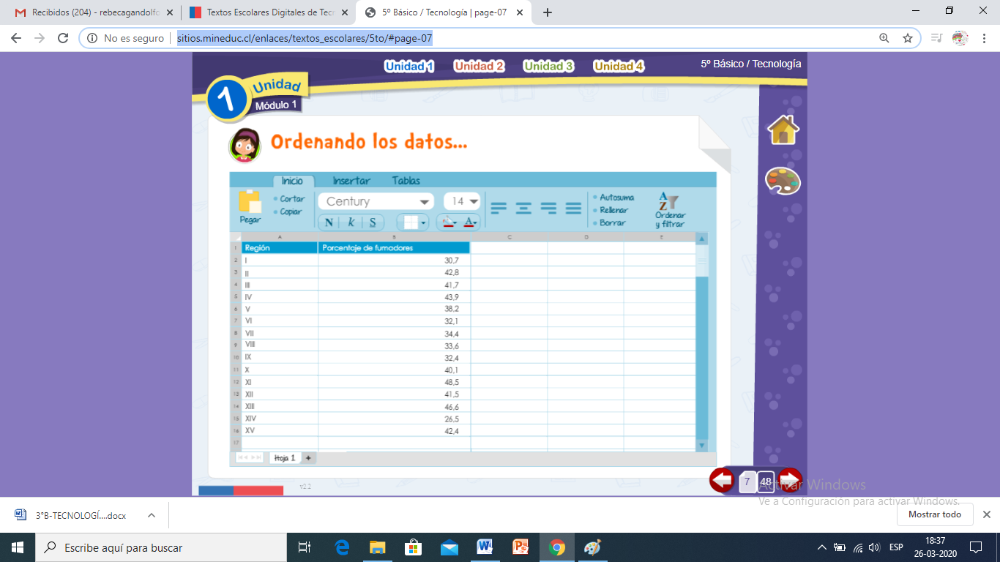 Recibidos (204) - rebecagandolfo
Textos Escolares Digitales de Tecn
5º Básico / Tecnología | page-07
No es seguro
sitios.mineduc.cl/enlaces/textos_escolares/5to/#page-07
Unidad 1
Unidad 2
Unidad 3
Unidad 4
5º Básico / Tecnología
1
Unidad
Módulo 1
Ordenando los datos...
Inicio
Insertar
Tablas
Pegar
Cortar
Copiar
Century
14
N K S
A
Autosuma
Rellenar
Borrar
A
Z
Ordenar
y filtrar
A B C D E
1 Región Porcentaje de fumadores
2 I 30,7
3 II 42,8
4 III 41,7
5 IV 43,9
6 V 38,2
7 VI 32,1
8 VII 34,4
9 VIII 33,6
10 IX 32,4
11 X 40,1
12 XI 48,5
13 XII 41,5
14 XIII 46,6
15 XIV 26,5
16 XV 42,4
17
Hoja 1 +
v2.2
7 48
Activar Windows
Ve a Configuración para activar Windows.
3°B-TECNOLOGÍ....docx
Mostrar todo
Escribe aquí para buscar
ESP
18:37
26-03-2020